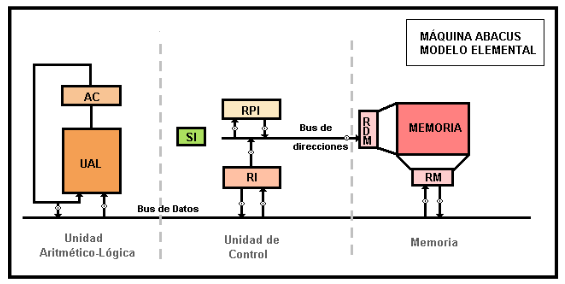 MÁQUINA ABACUS
MODELO ELEMENTAL
AC
UAL
SI
RPI
Bus de
direcciones
RI
RDM
MEMORIA
RM
Bus de Datos
Unidad
Aritmético-Lógica
Unidad de
Control
Memoria